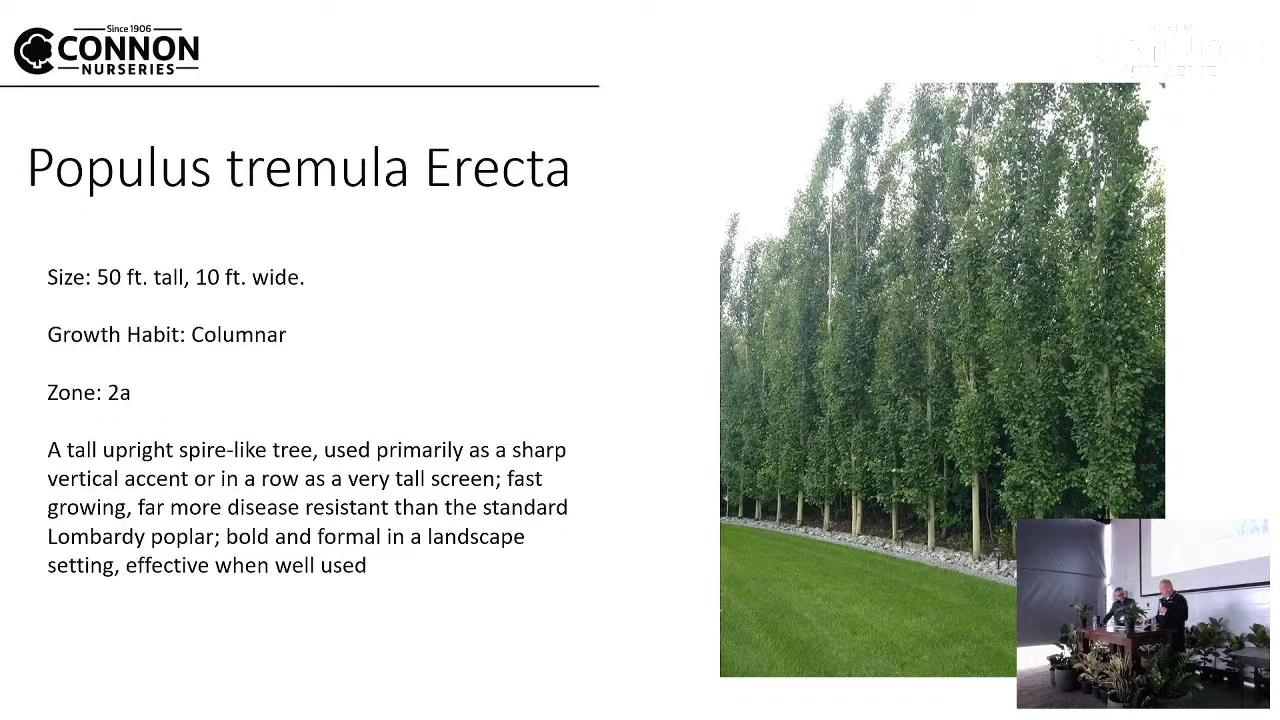 Since 1906
CONNON
NURSERIES
Populus tremula Erecta
Size: 50 ft. tall, 10 ft. wide.
Growth Habit: Columnar
Zone: 2a
A tall upright spire-like tree, used primarily as a sharp
vertical accent or in a row as a very tall screen; fast
growing, far more disease resistant than the standard
Lombardy poplar; bold and formal in a landscape
setting, effective when well used